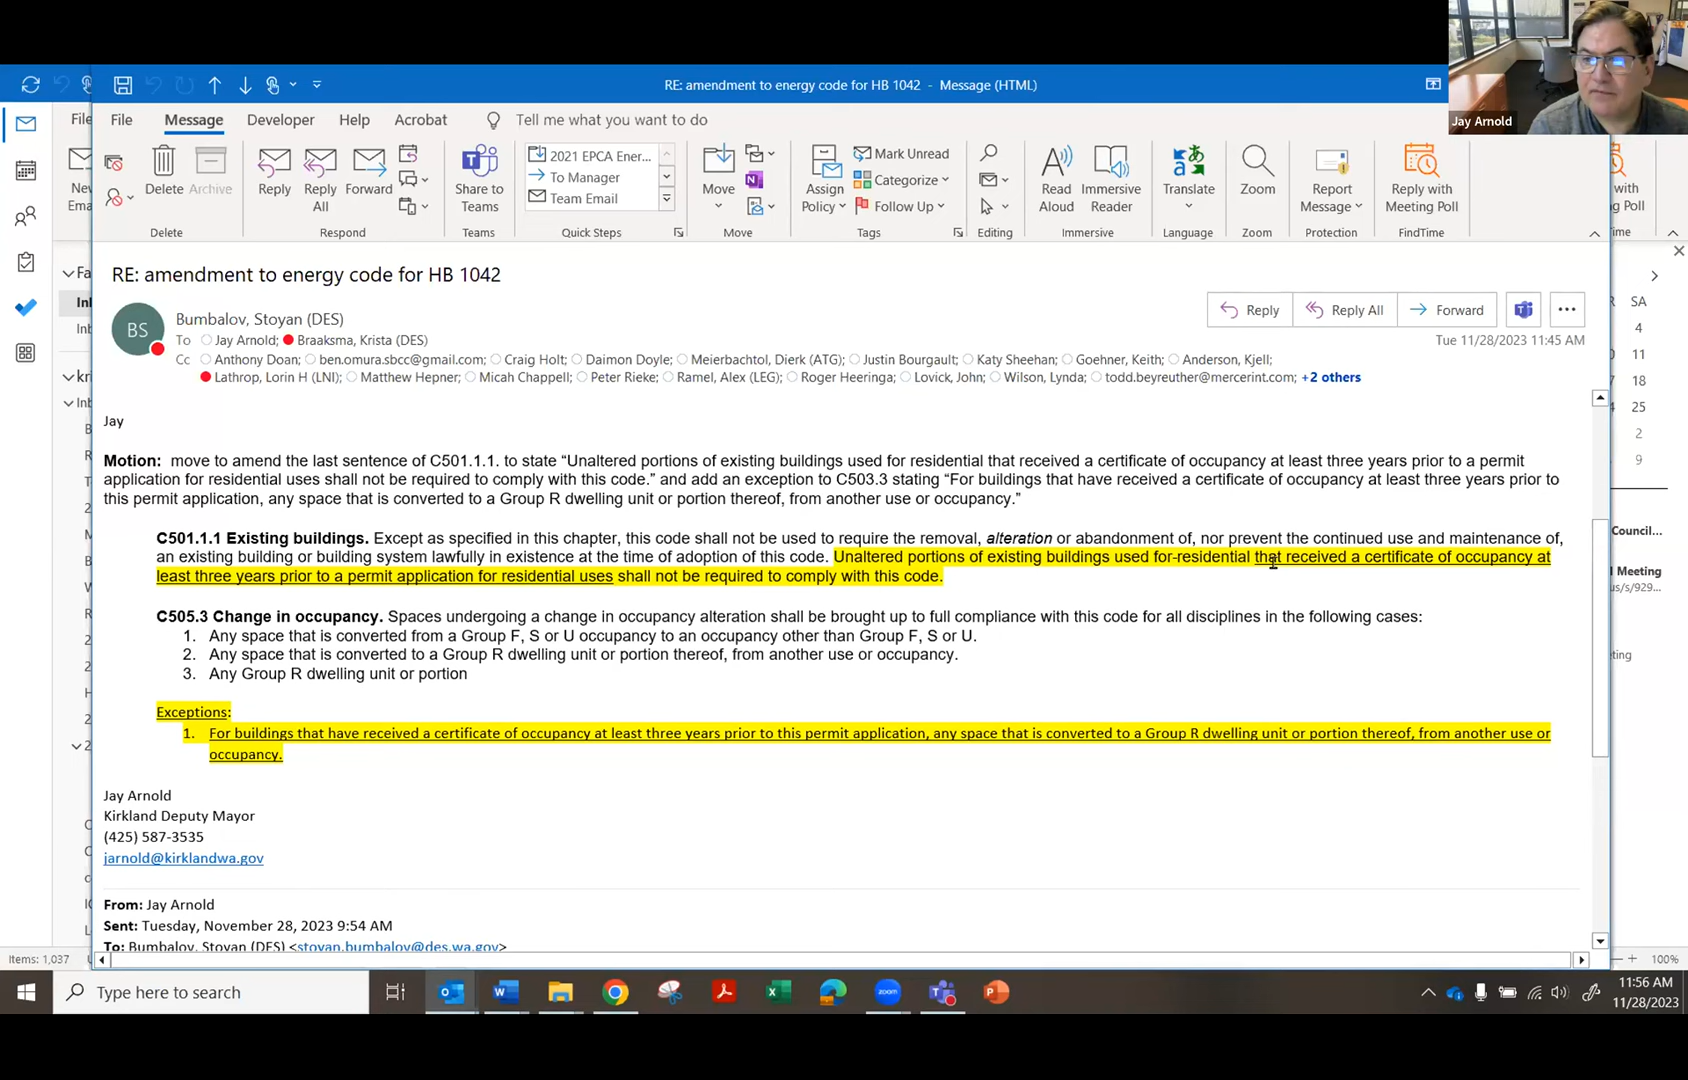 Jay Arnold
RE: amendment to energy code for HB 1042 - Message (HTML)
File
File Message Developer Help Acrobat Tell me what you want to do
New
Delete Archive
Reply Reply All Forward
Share to Teams
2021 EPCA Ener...
To Manager
Team Email
Move
Assign Policy
Mark Unread
Categorize
Follow Up
Read Aloud
Immersive Reader
Translate
Zoom
Report Message
Reply with Meeting Poll
Delete Respond Teams Quick Steps Move Tags Editing Immersive Language Zoom Protection FindTime
RE: amendment to energy code for HB 1042
BS
Bumbalov, Stoyan (DES)
Reply Reply All Forward
To Jay Arnold; Braaksma, Krista (DES)
Tue 11/28/2023 11:45 AM
Cc Anthony Doan; ben.omura.sbcc@gmail.com; Craig Holt; Daimon Doyle; Meierbachtol, Dierk (ATG); Justin Bourgault; Katy Sheehan; Goehner, Keith; Anderson, Kjell;
Lathrop, Lorin H (LNI); Matthew Hepner; Micah Chappell; Peter Rieke; Ramel, Alex (LEG); Roger Heeringa; Lovick, John; Wilson, Lynda; todd.beyreuther@mercerint.com; +2 others
Jay
Motion: move to amend the last sentence of C501.1.1. to state “Unaltered portions of existing buildings used for residential that received a certificate of occupancy at least three years prior to a permit
application for residential uses shall not be required to comply with this code.” and add an exception to C503.3 stating “For buildings that have received a certificate of occupancy at least three years prior to
this permit application, any space that is converted to a Group R dwelling unit or portion thereof, from another use or occupancy.”
C501.1.1 Existing buildings. Except as specified in this chapter, this code shall not be used to require the removal, alteration or abandonment of, nor prevent the continued use and maintenance of,
an existing building or building system lawfully in existence at the time of adoption of this code. Unaltered portions of existing buildings used for residential that received a certificate of occupancy at
least three years prior to a permit application for residential uses shall not be required to comply with this code.
C505.3 Change in occupancy. Spaces undergoing a change in occupancy alteration shall be brought up to full compliance with this code for all disciplines in the following cases:
1. Any space that is converted from a Group F, S or U occupancy to an occupancy other than Group F, S or U.
2. Any space that is converted to a Group R dwelling unit or portion thereof, from another use or occupancy.
3. Any Group R dwelling unit or portion
Exceptions:
1. For buildings that have received a certificate of occupancy at least three years prior to this permit application, any space that is converted to a Group R dwelling unit or portion thereof, from another use or
occupancy.
Jay Arnold
Kirkland Deputy Mayor
(425) 587-3535
jarnold@kirklandwa.gov
From: Jay Arnold
Sent: Tuesday, November 28, 2023 9:54 AM
To: Bumbalov, Stoyan (DES) <stoyan.bumbalov@des.wa.gov>
SA
4
11
18
25
2
9
Council...
Meeting
us/s/929...
Items: 1,037
100%
Type here to search
11:56 AM
11/28/2023